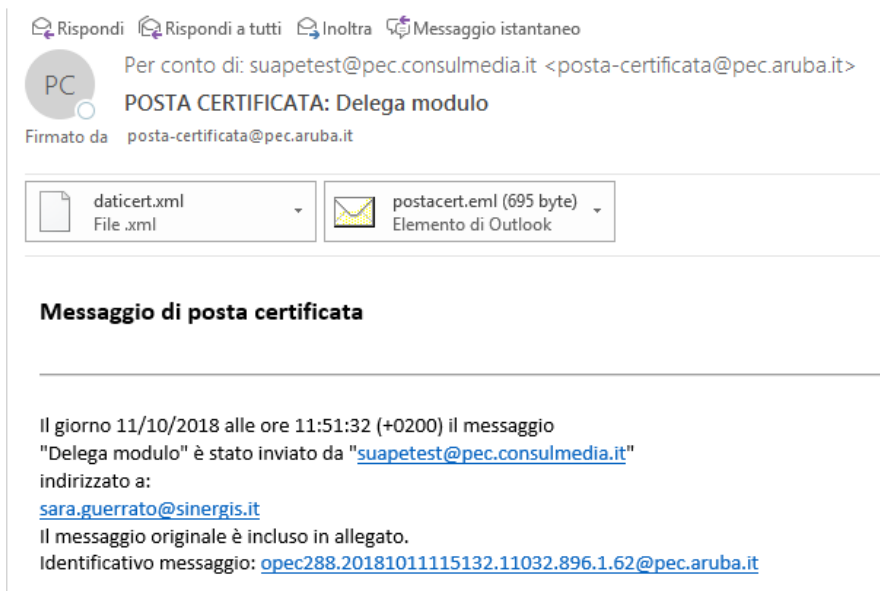 Rispondi Rispondi a tutti Inoltra Messaggio istantaneo
PC
Per conto di: suapetest@pec.consulmedia.it <posta-certificata@pec.aruba.it>
POSTA CERTIFICATA: Delega modulo
Firmato da posta-certificata@pec.aruba.it
daticert.xml
File .xml
postacert.eml (695 byte)
Elemento di Outlook
Messaggio di posta certificata
Il giorno 11/10/2018 alle ore 11:51:32 (+0200) il messaggio
"Delega modulo" è stato inviato da "suapetest@pec.consulmedia.it"
indirizzato a:
sara.guerrato@sinergis.it
Il messaggio originale è incluso in allegato.
Identificativo messaggio: opec288.20181011115132.11032.896.1.62@pec.aruba.it